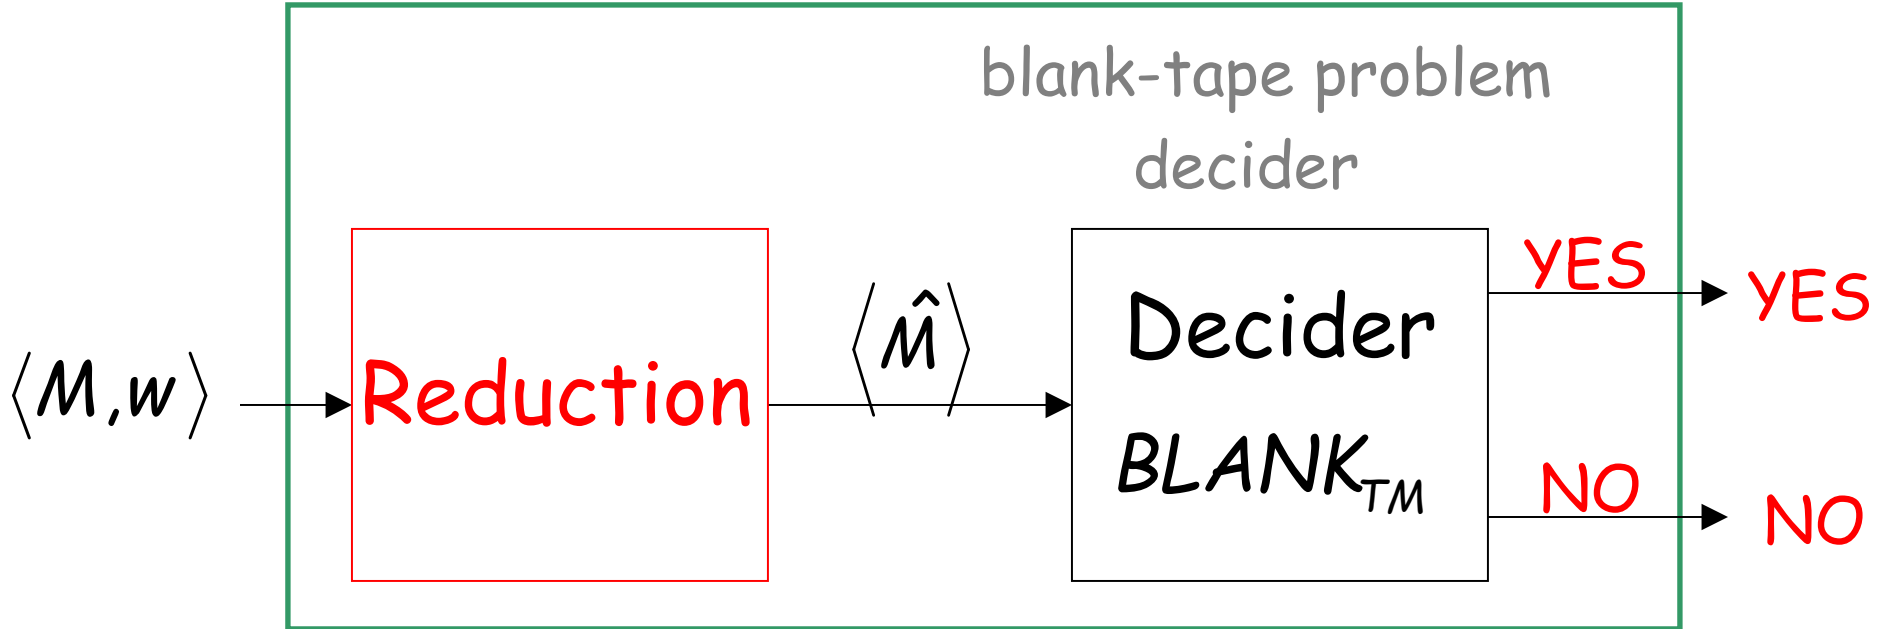 blank-tape problem
decider
⟨M,w⟩
Reduction
⟨M̂⟩
Decider
BLANK_TM
YES
YES
NO
NO